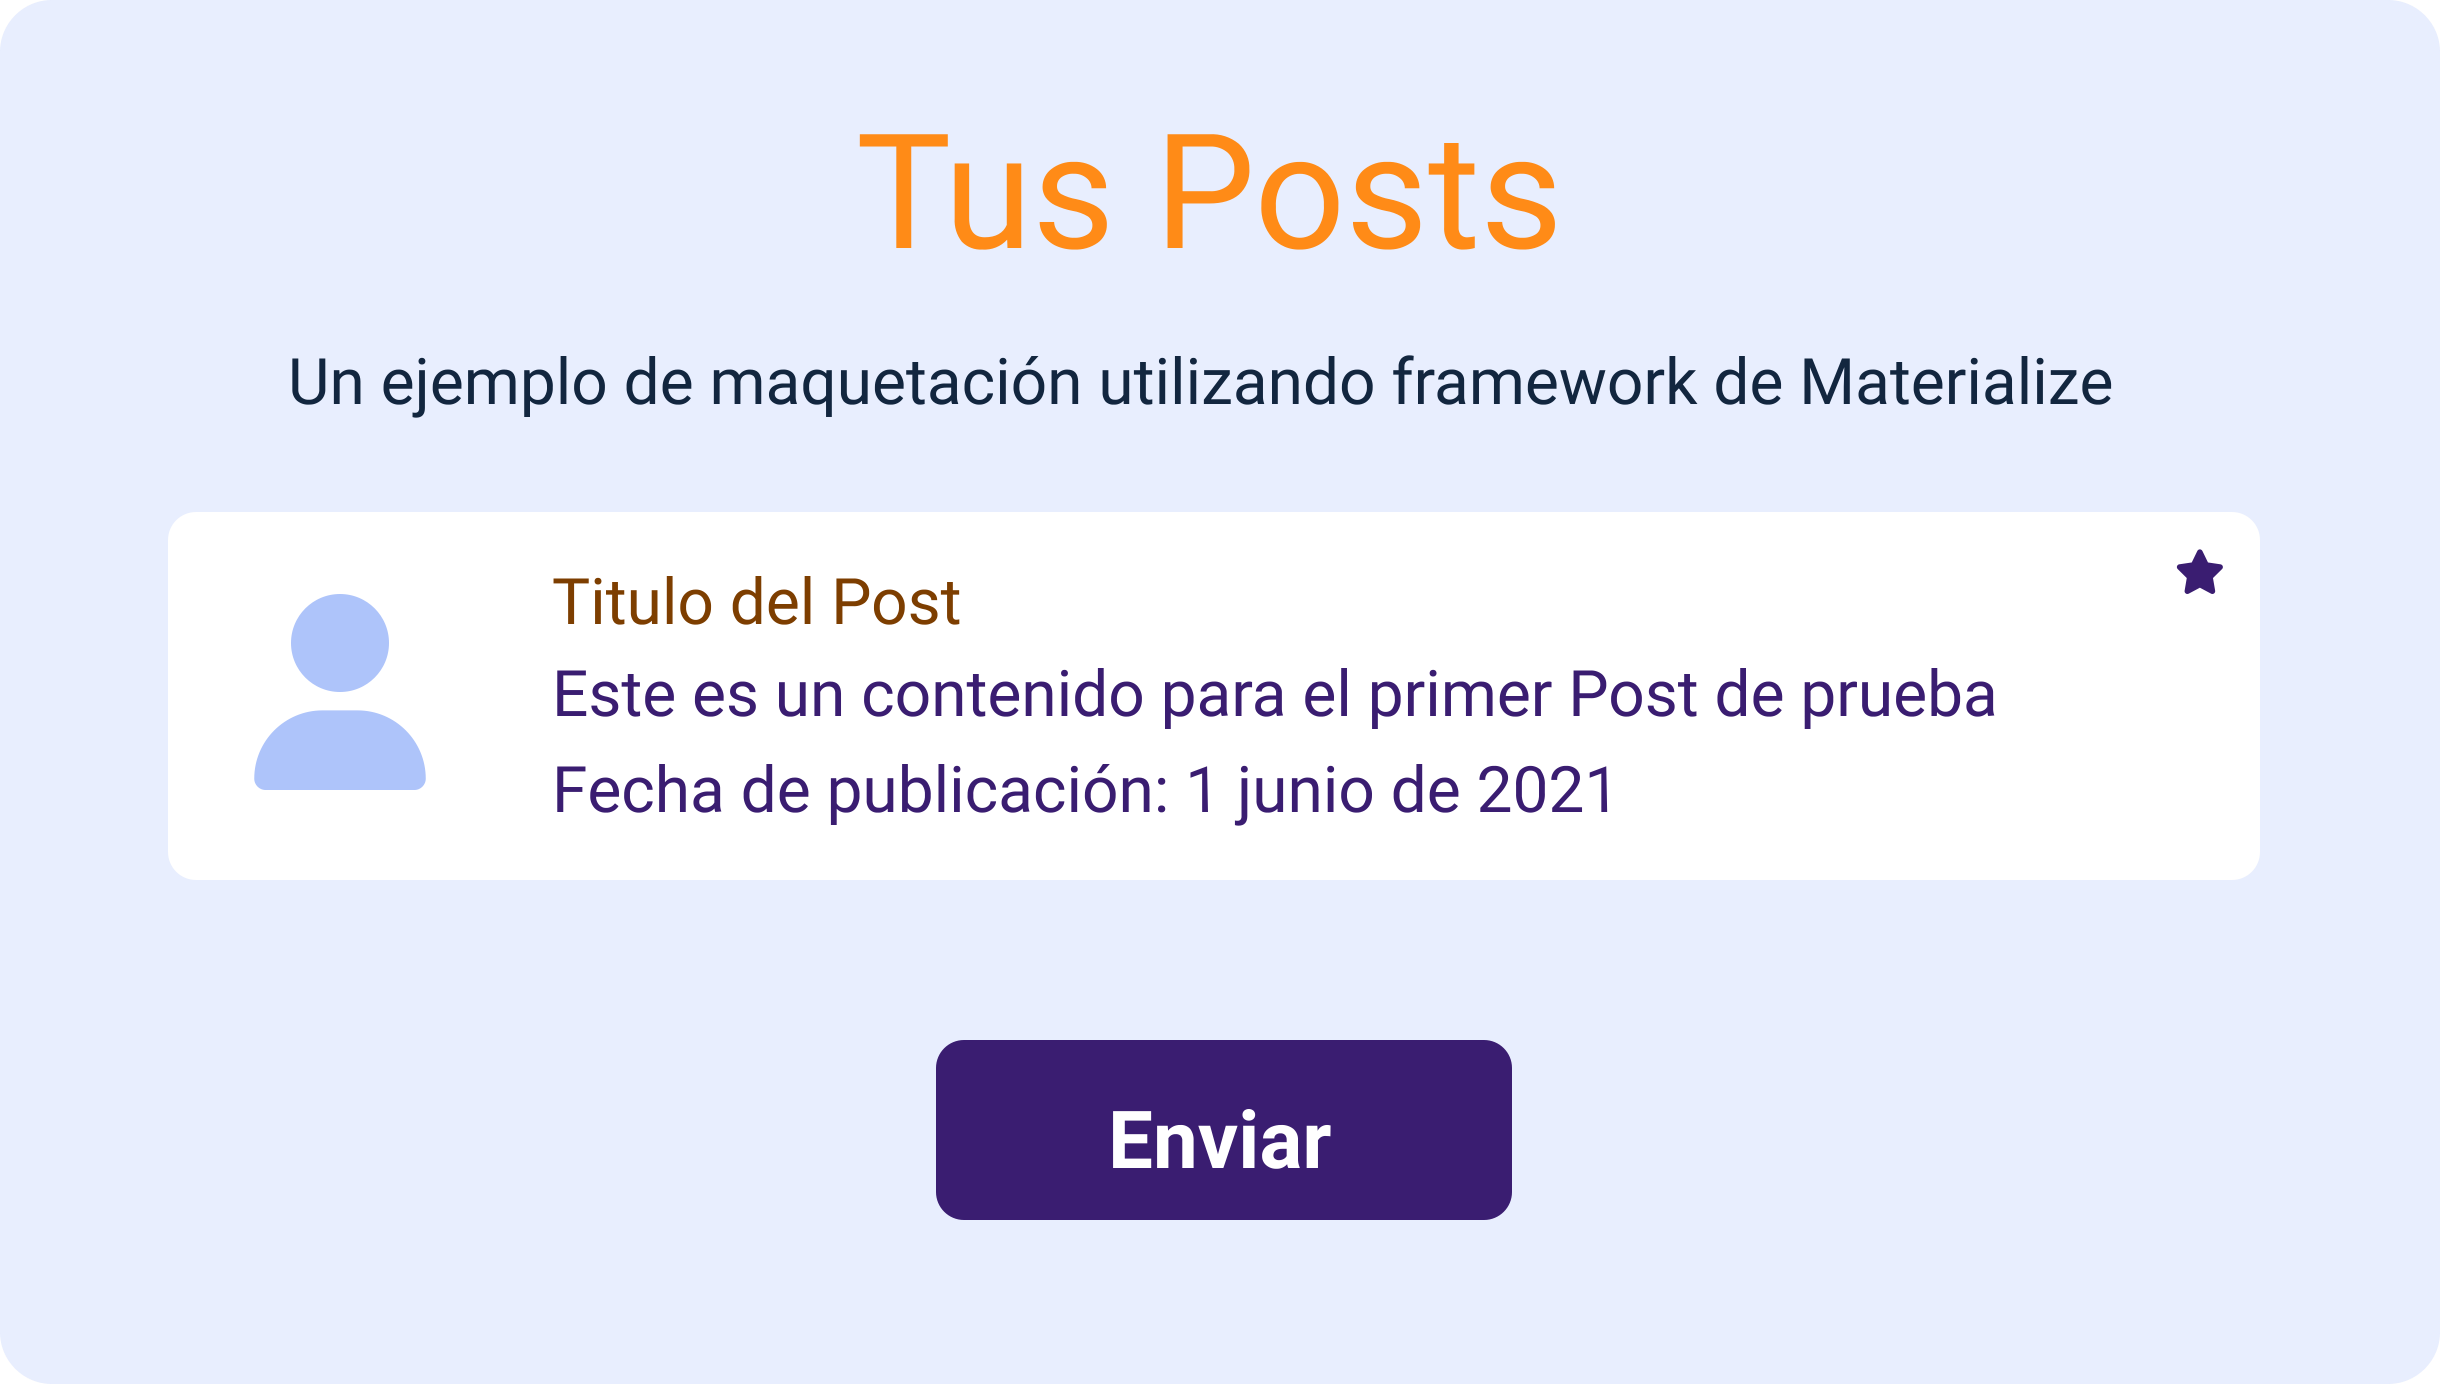 Tus Posts
Un ejemplo de maquetación utilizando framework de Materialize
Titulo del Post
Este es un contenido para el primer Post de prueba
Fecha de publicación: 1 junio de 2021
Enviar